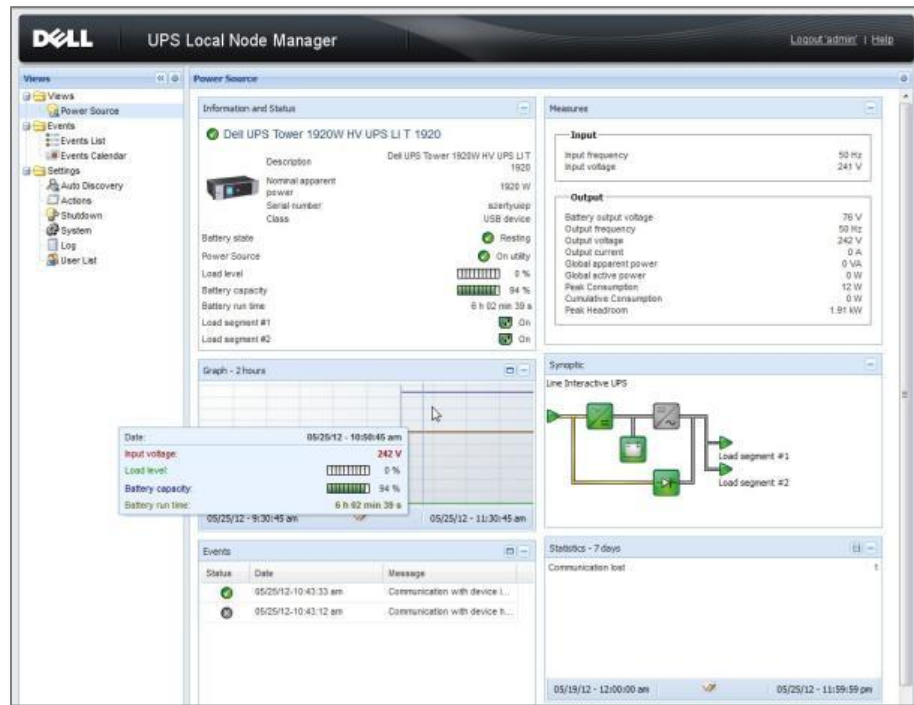 DELL UPS Local Node Manager Logout 'admin' | Help
Views
Views
Power Source
Events
Events List
Events Calendar
Settings
Auto Discovery
Actions
Shutdown
System
Log
User List
Power Source
Information and Status
Dell UPS Tower 1920W HV UPS LI T 1920
Description Dell UPS Tower 1920W HV UPS LI T
1920
Nominal apparent
power 1920 W
Serial number
Class USB device
Battery state Resting
Power Source On utility
Load level 0 %
Battery capacity 94 %
Battery run time 6 h 02 min 39 s
Load segment #1 On
Load segment #2 On
Graph - 2 hours
Date: 05/25/12 - 10:50:45 am
Input voltage: 242 V
Load level: 0 %
Battery capacity: 94 %
Battery run time: 6 h 02 min 39 s
05/25/12 - 9:30:45 am 05/25/12 - 11:30:45 am
Events
Status Date Message
05/25/12-10:43:33 am Communication with device i...
05/25/12-10:43:12 am Communication with device h...
Measures
Input
Input frequency 50 Hz
Input voltage 241 V
Output
Battery output voltage 76 V
Output frequency 50 Hz
Output voltage 242 V
Output current 0 A
Global apparent power 0 VA
Global active power 0 W
Peak Consumption 12 W
Cumulative Consumption 0 W
Peak Headroom 1.91 kW
Synoptic
Line Interactive UPS
Load segment #1
Load segment #2
Statistics - 7 days
Communication lost 1
05/19/12 - 12:00:00 am 05/25/12 - 11:59:59 pm